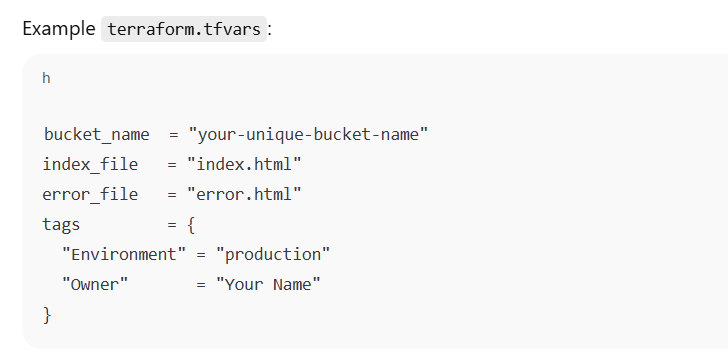 Example terraform.tfvars:
h
bucket_name  = "your-unique-bucket-name"
index_file   = "index.html"
error_file   = "error.html"
tags         = {
  "Environment" = "production"
  "Owner"       = "Your Name"
}